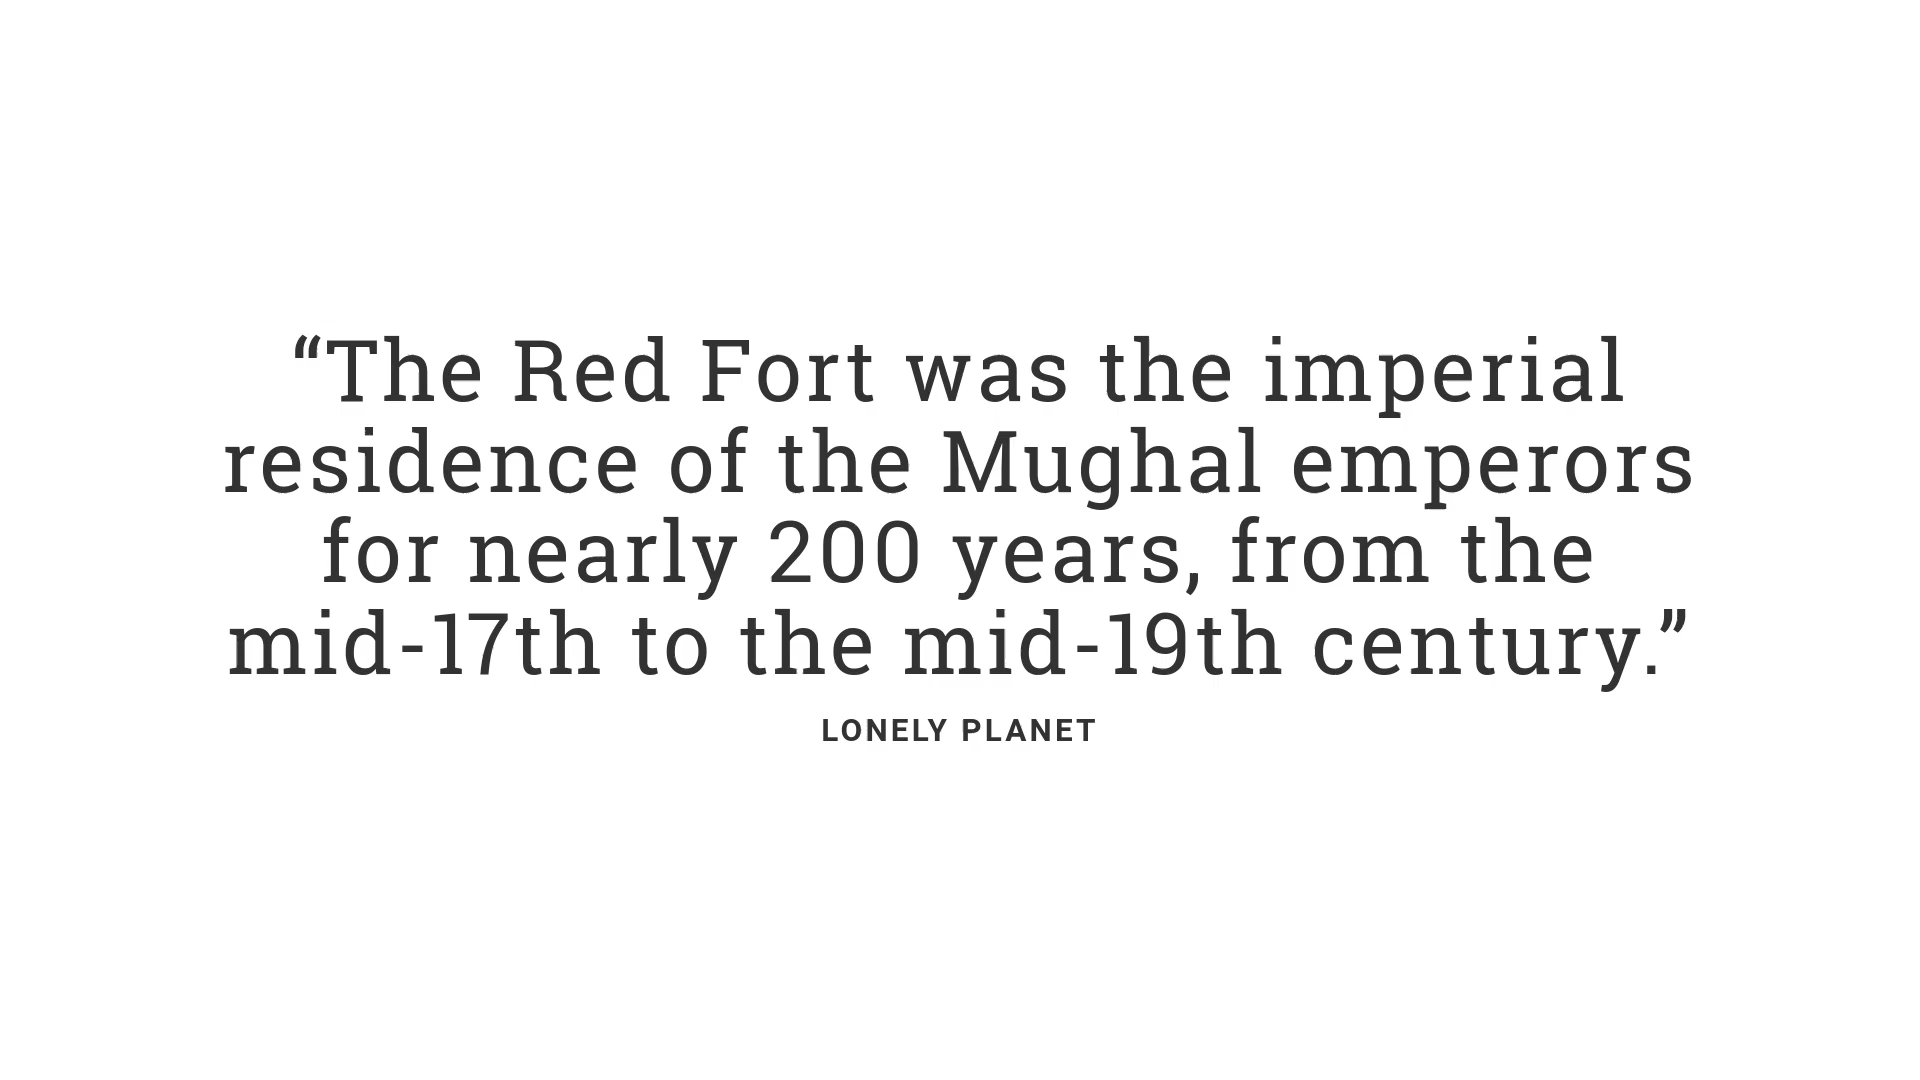 “The Red Fort was the imperial
residence of the Mughal emperors
for nearly 200 years, from the
mid-17th to the mid-19th century.”
LONELY PLANET